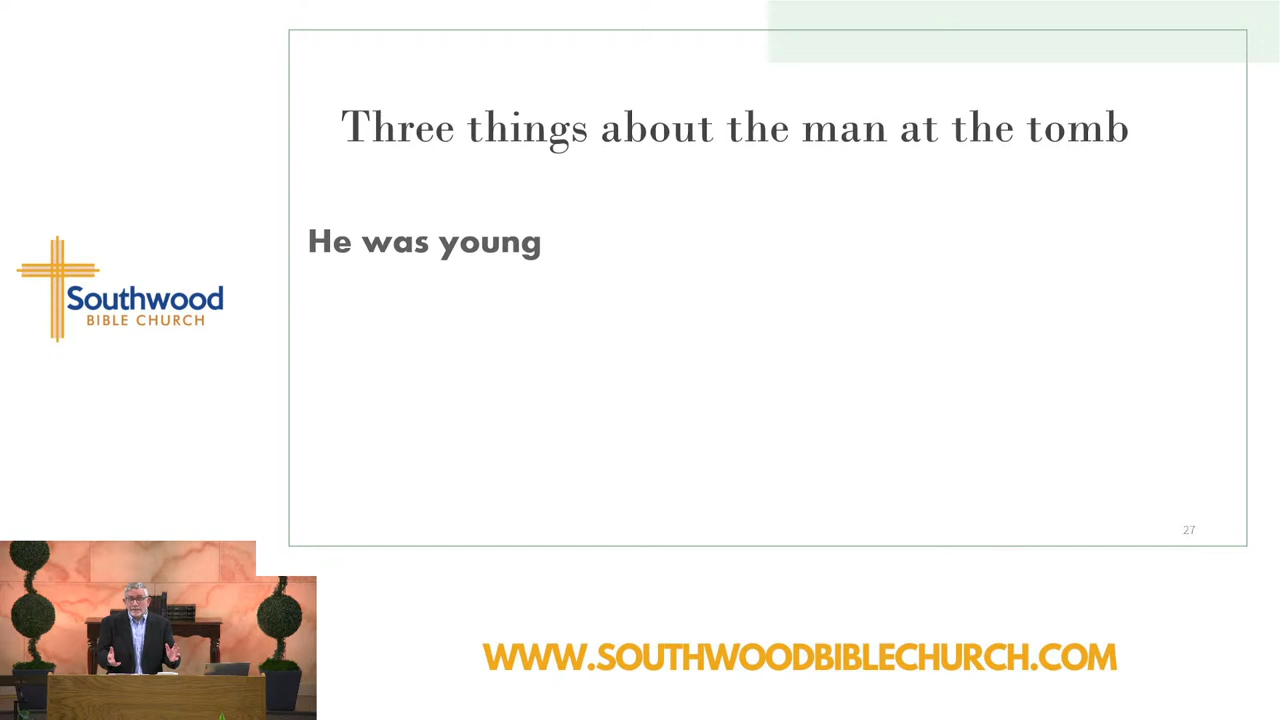 Three things about the man at the tomb
He was young
Southwood
BIBLE CHURCH
27
WWW.SOUTHWOODBIBLECHURCH.COM